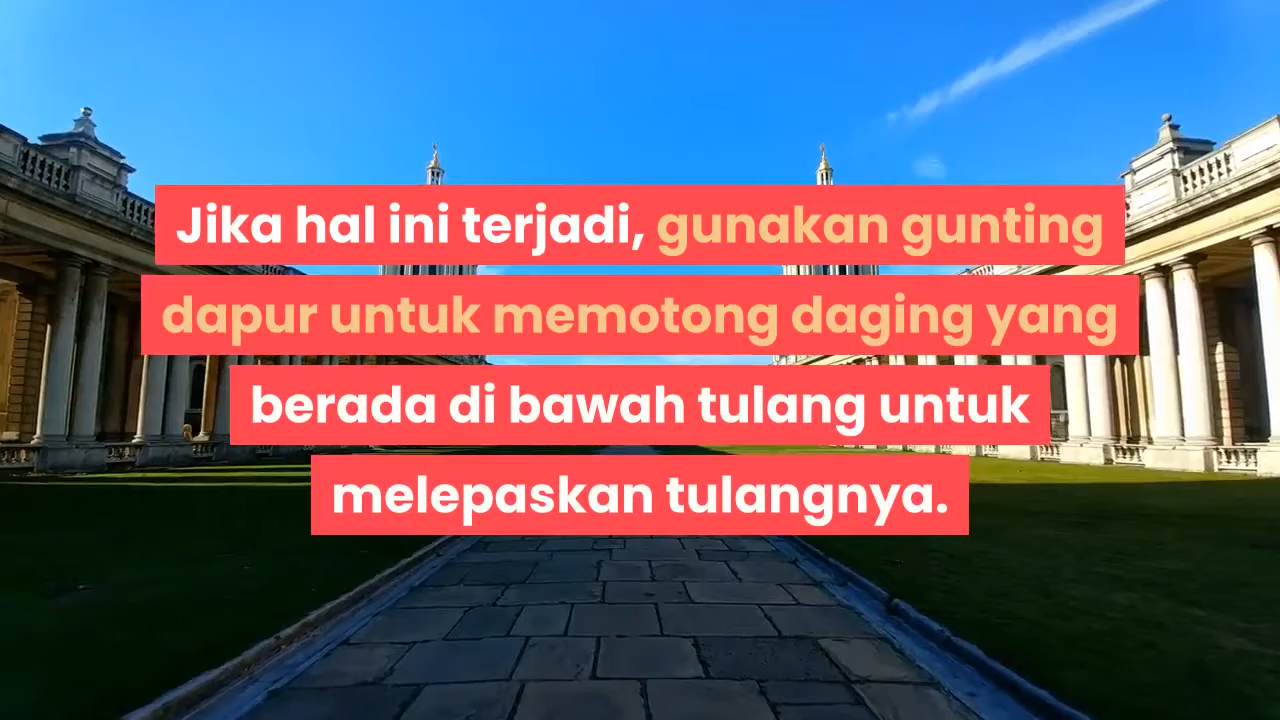 Jika hal ini terjadi, gunakan gunting
dapur untuk memotong daging yang
berada di bawah tulang untuk
melepaskan tulangnya.